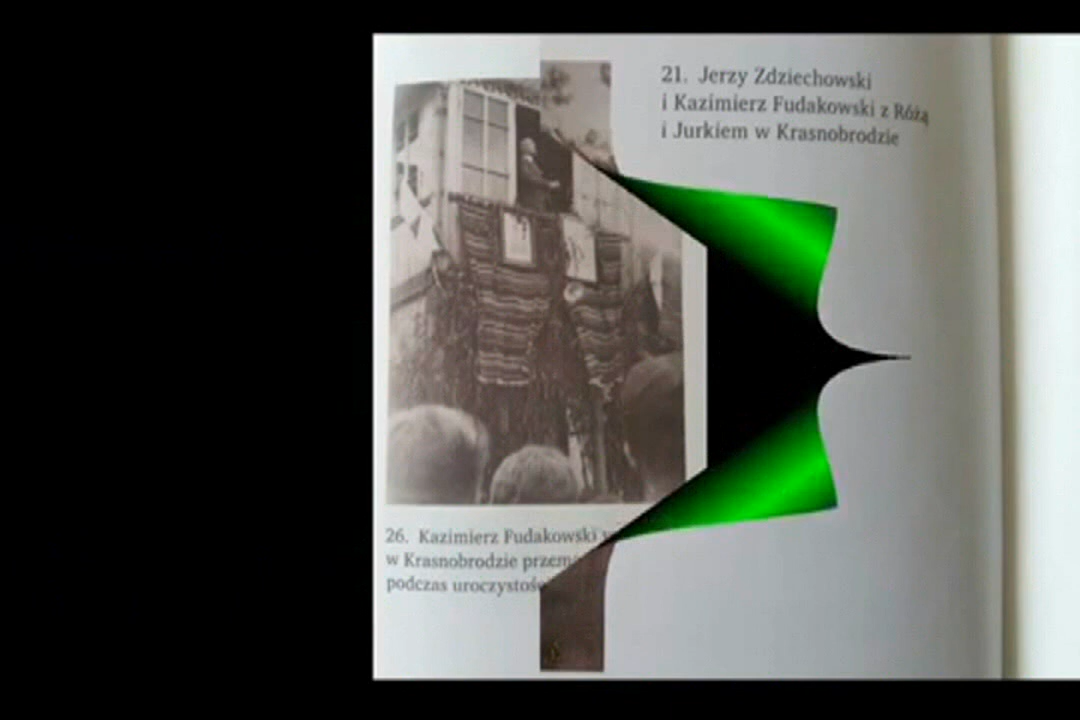 21. Jerzy Zdziechowski
i Kazimierz Fudakowski z Różą
i Jurkiem w Krasnobrodzie
26. Kazimierz Fudakowski
w Krasnobrodzie
podczas